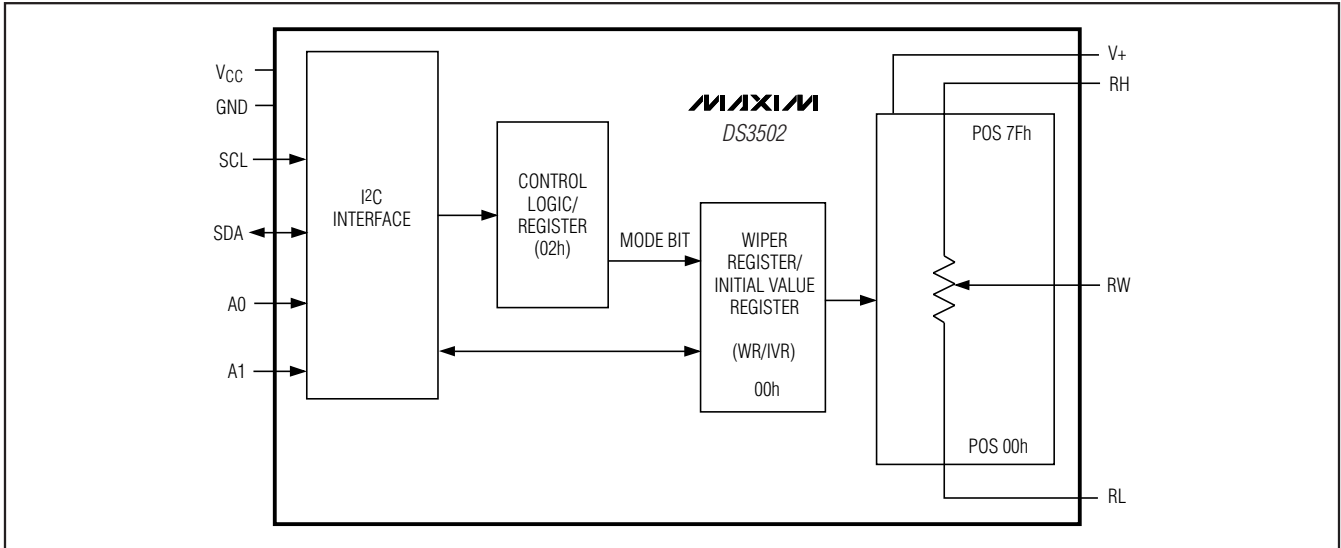 VCC
GND
SCL
SDA
A0
A1
I2C
INTERFACE
CONTROL
LOGIC/
REGISTER
(02h)
MODE BIT
MAXIM
DS3502
WIPER
REGISTER/
INITIAL VALUE
REGISTER
(WR/IVR)
00h
POS 7Fh
POS 00h
V+
RH
RW
RL